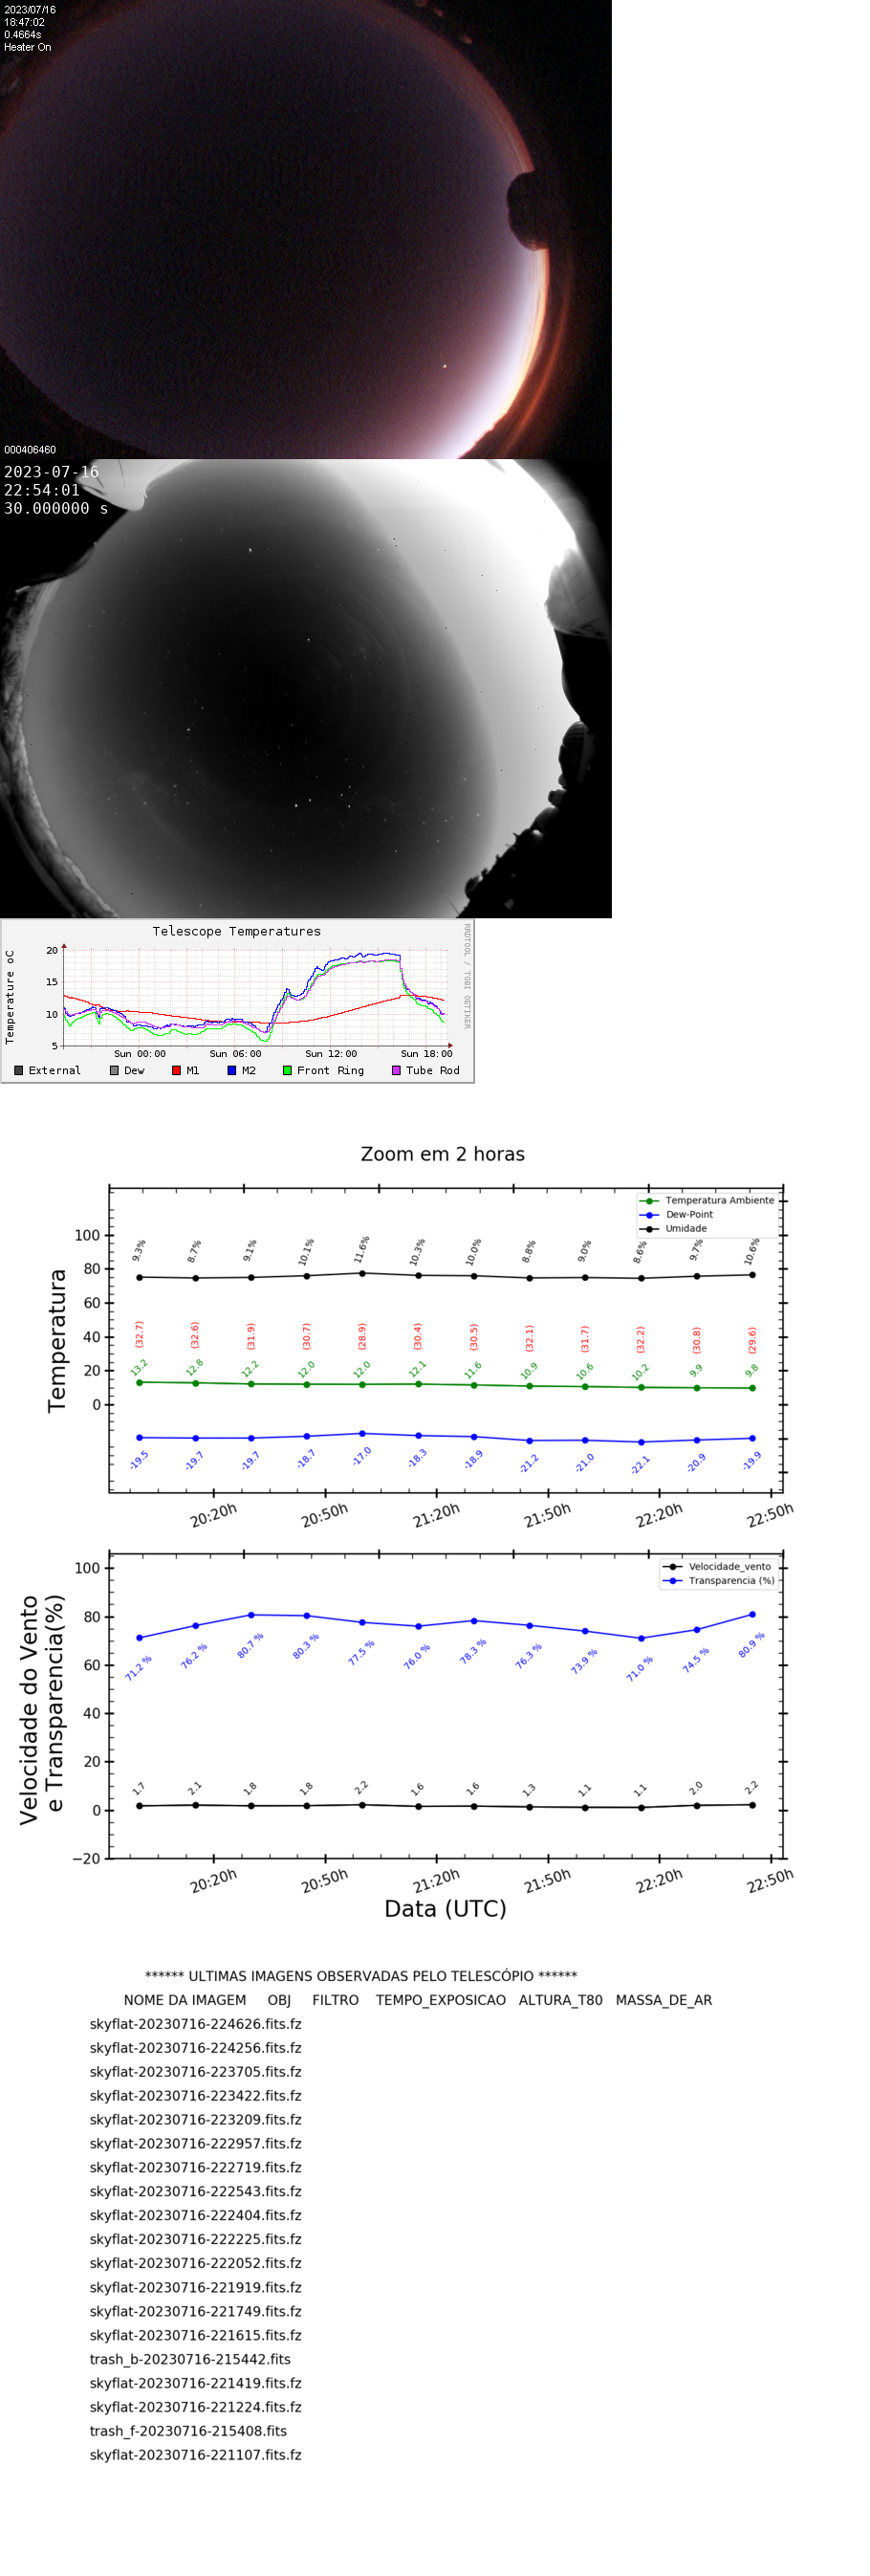 2023/07/16
18:47:02
0.4664s
Heater On
000406460
2023-07-16
22:54:01
30.000000 s
Telescope Temperatures
Temperature oC
RRDTOOL / TOBI OETIKER
20
15
10
5
Sun 00:00 Sun 06:00 Sun 12:00 Sun 18:00
External Dew M1 M2 Front Ring Tube Rod
Zoom em 2 horas
Temperatura
Temperatura Ambiente
Dew-Point
Umidade
100
80
60
40
20
0
9.3% 8.7% 9.1% 10.1% 11.6% 10.3% 10.0% 8.8% 9.0% 8.6% 9.7% 10.6%
(32.7) (32.6) (31.9) (30.7) (28.9) (30.4) (30.5) (32.1) (31.7) (32.2) (30.8) (29.6)
13.2 12.8 12.2 12.0 12.0 12.1 11.6 10.9 10.6 10.2 9.9 9.8
-19.5 -19.7 -19.7 -18.7 -17.0 -18.3 -18.9 -21.2 -21.0 -22.1 -20.9 -19.9
20:20h 20:50h 21:20h 21:50h 22:20h 22:50h
Velocidade do Vento
e Transparencia(%)
Velocidade_vento
Transparencia (%)
100
80
60
40
20
0
−20
71.2 % 76.2 % 80.7 % 80.3 % 77.5 % 76.0 % 78.3 % 76.3 % 73.9 % 71.0 % 74.5 % 80.9 %
1.7 2.1 1.8 1.8 2.2 1.6 1.6 1.3 1.1 1.1 2.0 2.2
20:20h 20:50h 21:20h 21:50h 22:20h 22:50h
Data (UTC)
****** ULTIMAS IMAGENS OBSERVADAS PELO TELESCÓPIO ******
NOME DA IMAGEM OBJ FILTRO TEMPO_EXPOSICAO ALTURA_T80 MASSA_DE_AR
skyflat-20230716-224626.fits.fz
skyflat-20230716-224256.fits.fz
skyflat-20230716-223705.fits.fz
skyflat-20230716-223422.fits.fz
skyflat-20230716-223209.fits.fz
skyflat-20230716-222957.fits.fz
skyflat-20230716-222719.fits.fz
skyflat-20230716-222543.fits.fz
skyflat-20230716-222404.fits.fz
skyflat-20230716-222225.fits.fz
skyflat-20230716-222052.fits.fz
skyflat-20230716-221919.fits.fz
skyflat-20230716-221749.fits.fz
skyflat-20230716-221615.fits.fz
trash_b-20230716-215442.fits
skyflat-20230716-221419.fits.fz
skyflat-20230716-221224.fits.fz
trash_f-20230716-215408.fits
skyflat-20230716-221107.fits.fz